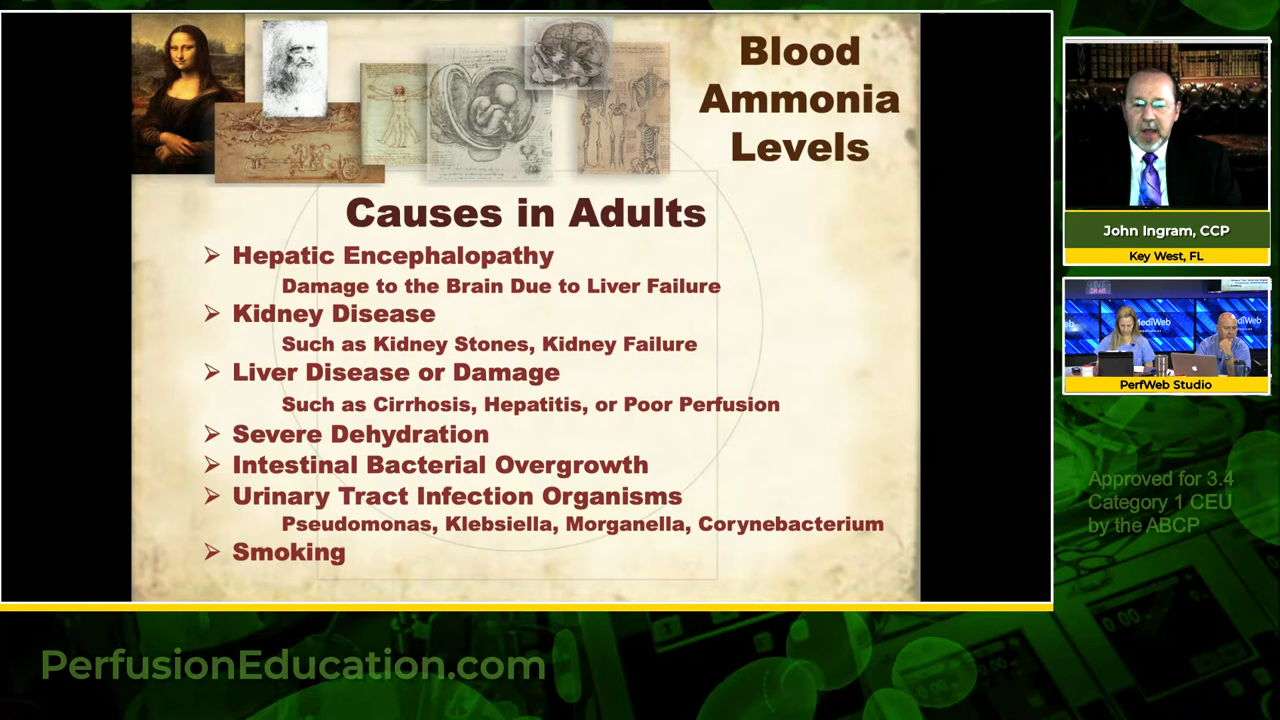 Blood
Ammonia
Levels
Causes in Adults
Hepatic Encephalopathy
Damage to the Brain Due to Liver Failure
Kidney Disease
Such as Kidney Stones, Kidney Failure
Liver Disease or Damage
Such as Cirrhosis, Hepatitis, or Poor Perfusion
Severe Dehydration
Intestinal Bacterial Overgrowth
Urinary Tract Infection Organisms
Pseudomonas, Klebsiella, Morganella, Corynebacterium
Smoking
John Ingram, CCP
Key West, FL
MediWeb
PerfWeb Studio
Approved for 3.4
Category 1 CEU
by the ABCP
PerfusionEducation.com